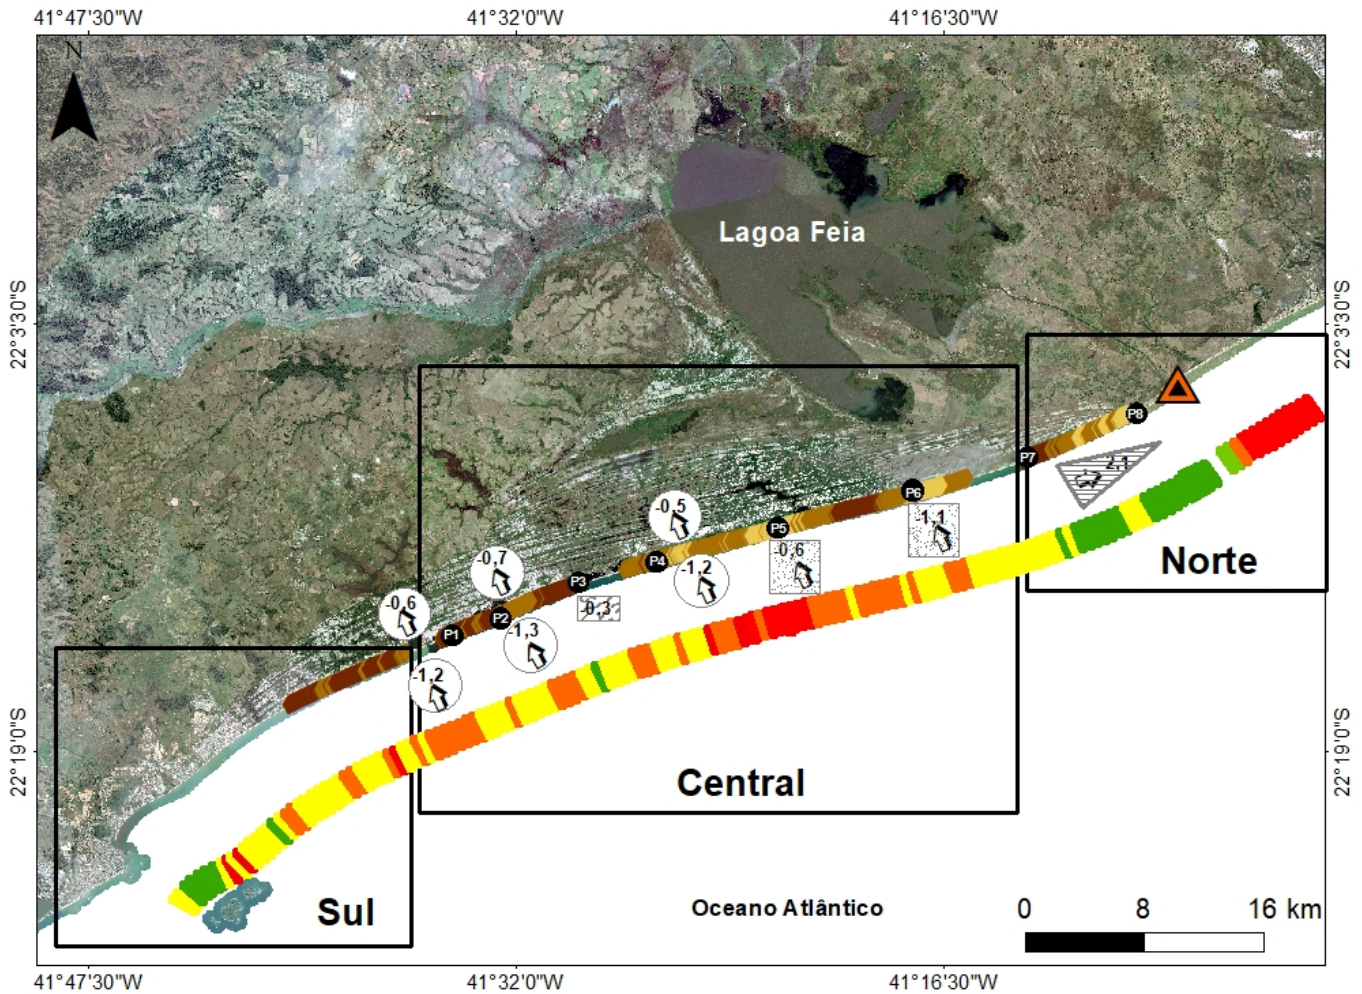 41°47'30"W
41°32'0"W
41°16'30"W
N
Lagoa Feia
22°3'30"S
22°3'30"S
P8
P7
2,1
Norte
P6
-1,1
-0,5
P5
-0,6
P4
-1,2
-0,7
P3
-0,3
-0,6
P2
P1
-1,3
-1,2
22°19'0"S
22°19'0"S
Central
Sul
Oceano Atlântico
0 8 16 km
41°47'30"W
41°32'0"W
41°16'30"W